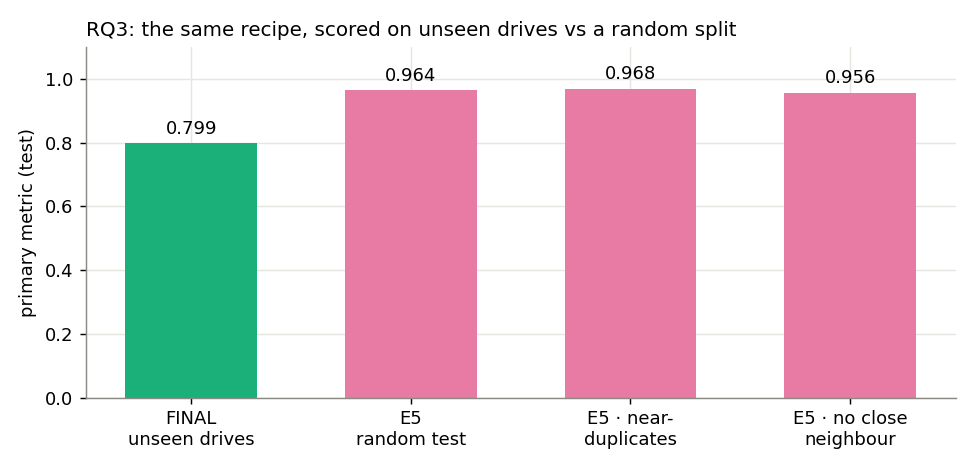 RQ3: the same recipe, scored on unseen drives vs a random split
primary metric (test)
1.0
0.8
0.6
0.4
0.2
0.0
0.799
0.964
0.968
0.956
FINAL
unseen drives
E5
random test
E5 · near-
duplicates
E5 · no close
neighbour